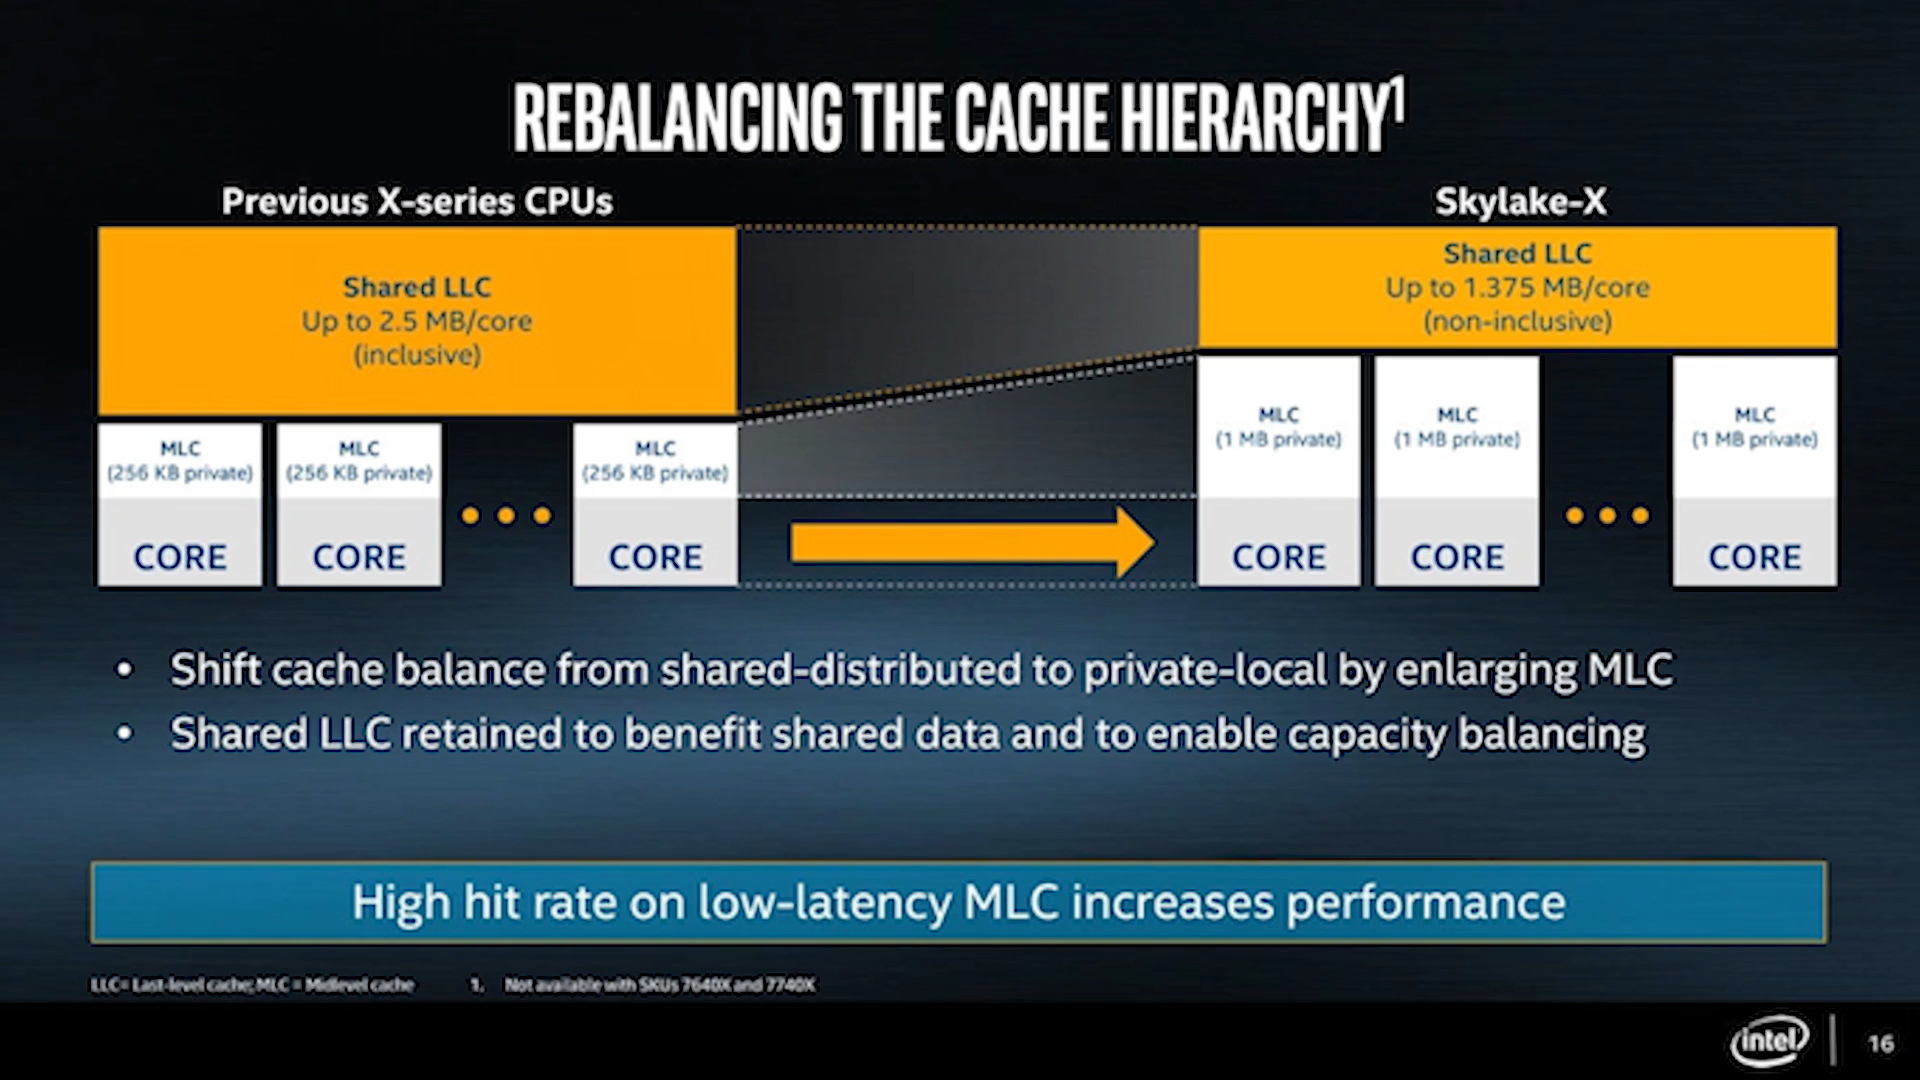 REBALANCING THE CACHE HIERARCHY¹
Previous X-series CPUs
Skylake-X
Shared LLC
Up to 2.5 MB/core
(inclusive)
Shared LLC
Up to 1.375 MB/core
(non-inclusive)
MLC
(256 KB private)
CORE
MLC
(256 KB private)
CORE
MLC
(256 KB private)
CORE
MLC
(1 MB private)
CORE
MLC
(1 MB private)
CORE
MLC
(1 MB private)
CORE
• Shift cache balance from shared-distributed to private-local by enlarging MLC
• Shared LLC retained to benefit shared data and to enable capacity balancing
High hit rate on low-latency MLC increases performance
LLC= Last-level cache; MLC = Midlevel cache 1. Not available with SKUs 7640X and 7740X
intel 16